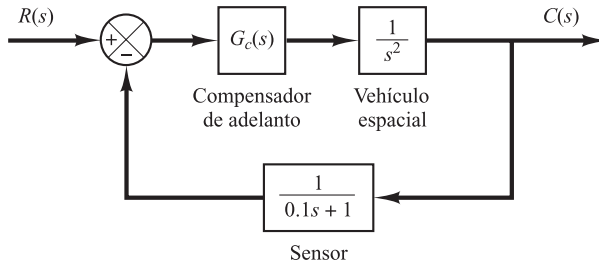 R(s)
C(s)
+
−
G_c(s)
1
s^2
Compensador
de adelanto
Vehículo
espacial
1
0.1s + 1
Sensor